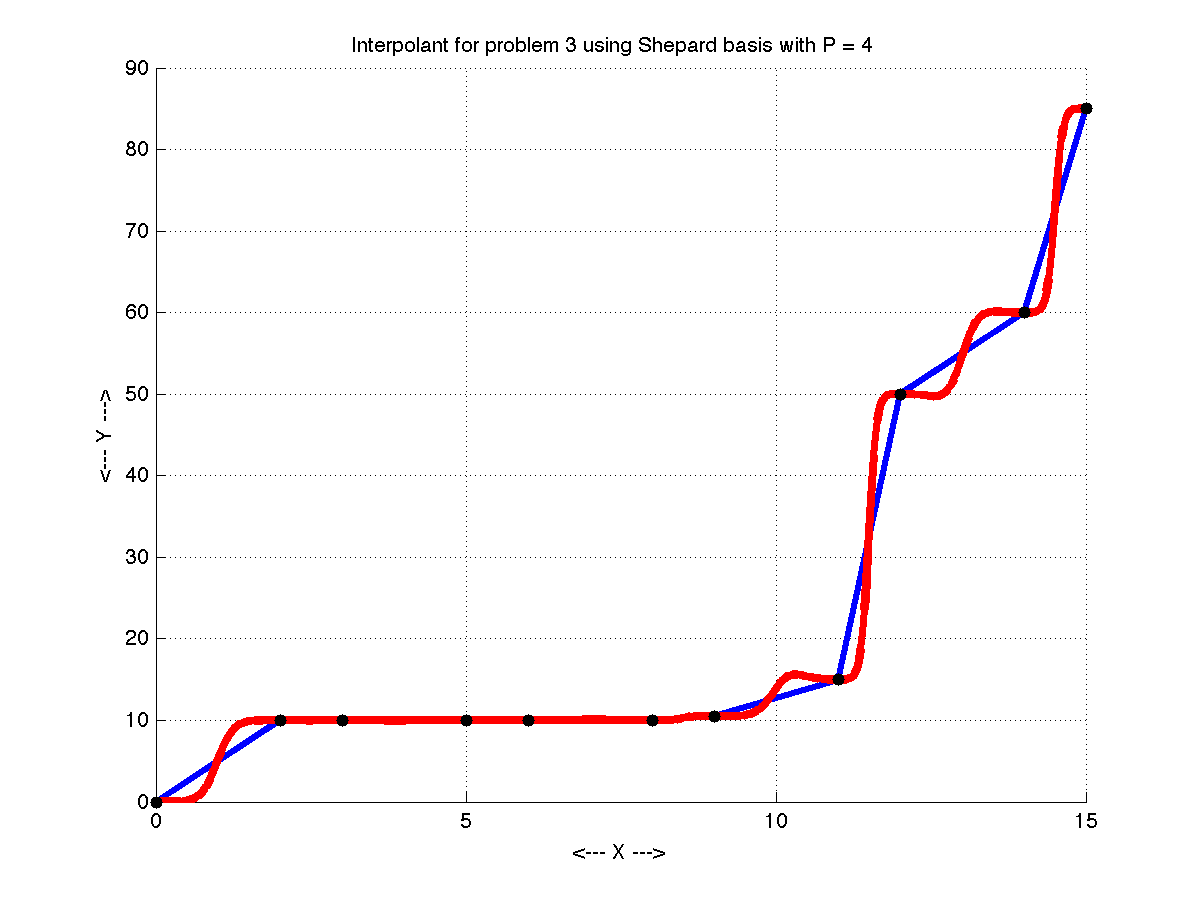 Interpolant for problem 3 using Shepard basis with P = 4
90
80
70
60
50
40
30
20
10
0
<--- Y --->
0 5 10 15
<--- X --->